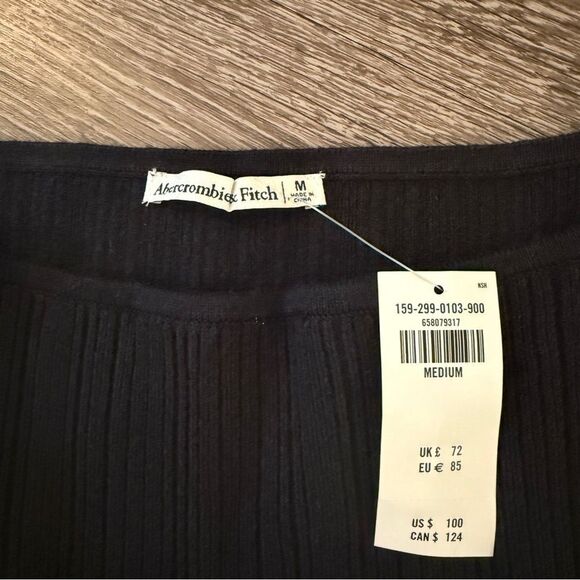 Abercrombie & Fitch
M
MADE IN
CHINA
NSH
159-299-0103-900
658079317
MEDIUM
UK £ 72
EU € 85
US $ 100
CAN $ 124